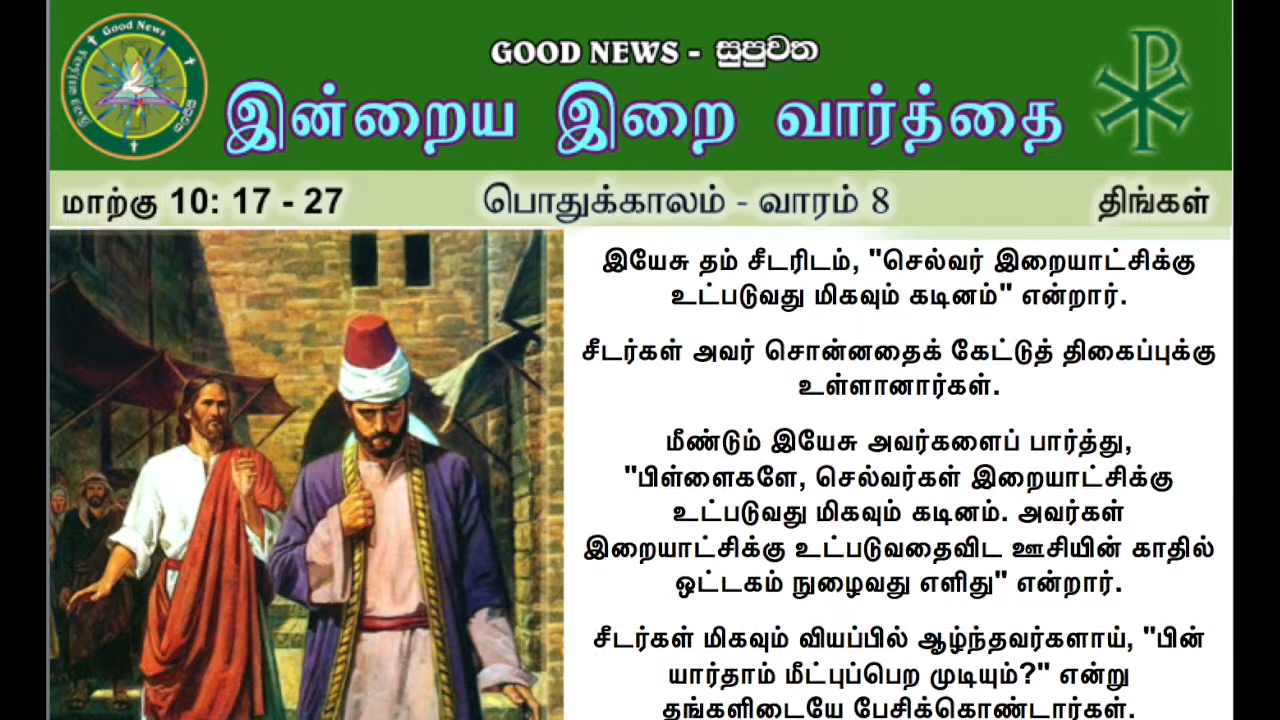 Good News
GOOD NEWS - සුපුවත
இன்றைய இறை வார்த்தை
மாற்கு 10: 17 - 27
பொதுக்காலம் - வாரம் 8
திங்கள்
இயேசு தம் சீடரிடம், "செல்வர் இறையாட்சிக்கு
உட்படுவது மிகவும் கடினம்" என்றார்.
சீடர்கள் அவர் சொன்னதைக் கேட்டுத் திகைப்புக்கு
உள்ளானார்கள்.
மீண்டும் இயேசு அவர்களைப் பார்த்து,
"பிள்ளைகளே, செல்வர்கள் இறையாட்சிக்கு
உட்படுவது மிகவும் கடினம். அவர்கள்
இறையாட்சிக்கு உட்படுவதைவிட ஊசியின் காதில்
ஒட்டகம் நுழைவது எளிது" என்றார்.
சீடர்கள் மிகவும் வியப்பில் ஆழ்ந்தவர்களாய், "பின்
யார்தாம் மீட்புப்பெற முடியும்?" என்று
தங்களிடையே பேசிக்கொண்டார்கள்.